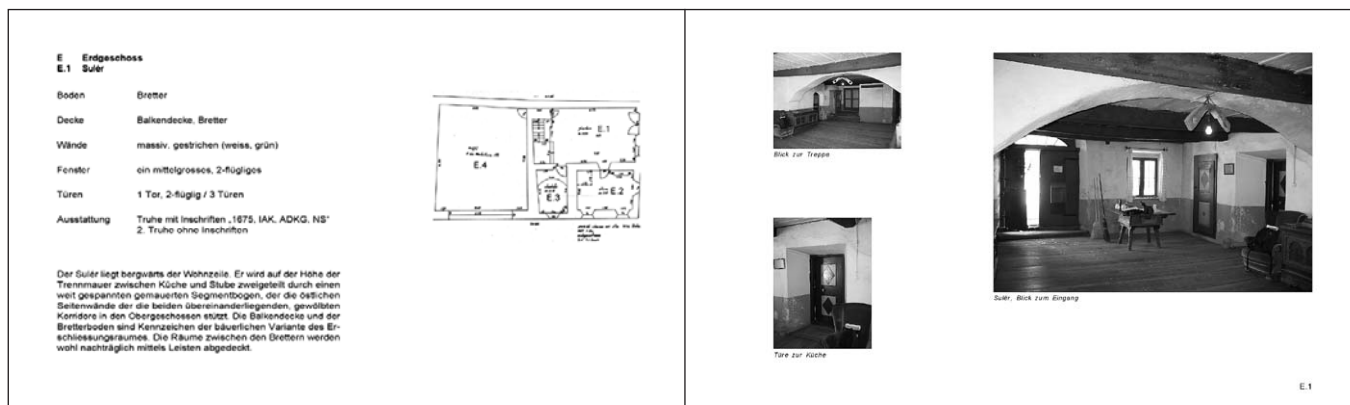 E Erdgeschoss
E.1 Sulèr
Boden Bretter
Decke Balkendecke, Bretter
Wände massiv, gestrichen (weiss, grün)
Fenster ein mittelgrosses, 2-flügliges
Türen 1 Tor, 2-flüglig / 3 Türen
Ausstattung Truhe mit Inschriften „1675, IAK, ADKG, NS“
2. Truhe ohne Inschriften
Der Sulèr liegt bergwärts der Wohnzeile. Er wird auf der Höhe der
Trennmauer zwischen Küche und Stube zweigeteilt durch einen
weit gespannten gemauerten Segmentbogen, der die östlichen
Seitenwände der die beiden übereinanderliegenden, gewölbten
Korridore in den Obergeschossen stützt. Die Balkendecke und der
Bretterboden sind Kennzeichen der bäuerlichen Variante des Er-
schliessungsraumes. Die Räume zwischen den Brettern werden
wohl nachträglich mittels Leisten abgedeckt.
E.1
E.4
E.3
E.2
Blick zur Treppe
Türe zur Küche
Sulèr, Blick zum Eingang
E.1